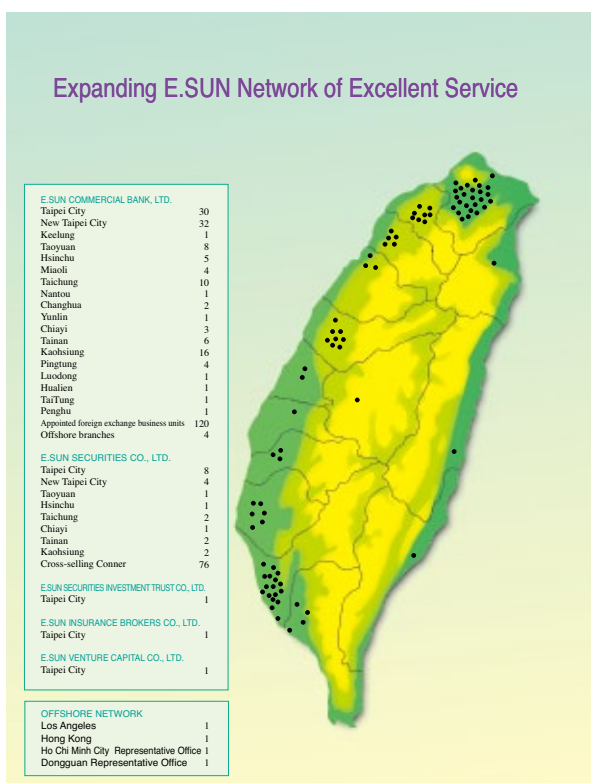 Expanding E.SUN Network of Excellent Service
E.SUN COMMERCIAL BANK, LTD.
Taipei City 30
New Taipei City 32
Keelung 1
Taoyuan 8
Hsinchu 5
Miaoli 4
Taichung 10
Nantou 1
Changhua 2
Yunlin 1
Chiayi 3
Tainan 6
Kaohsiung 16
Pingtung 4
Luodong 1
Hualien 1
TaiTung 1
Penghu 1
Appointed foreign exchange business units 120
Offshore branches 4
E.SUN SECURITIES CO., LTD.
Taipei City 8
New Taipei City 4
Taoyuan 1
Hsinchu 1
Taichung 2
Chiayi 1
Tainan 2
Kaohsiung 2
Cross-selling Conner 76
E.SUN SECURITIES INVESTMENT TRUST CO., LTD.
Taipei City 1
E.SUN INSURANCE BROKERS CO., LTD.
Taipei City 1
E.SUN VENTURE CAPITAL CO., LTD.
Taipei City 1
OFFSHORE NETWORK
Los Angeles 1
Hong Kong 1
Ho Chi Minh City Representative Office 1
Dongguan Representative Office 1